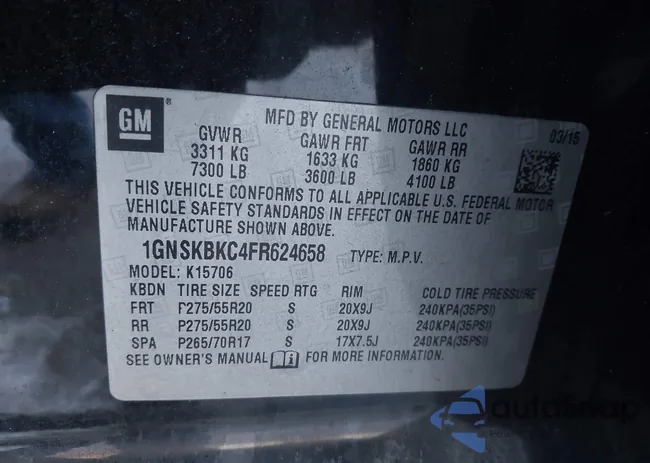 GM
MFD BY GENERAL MOTORS LLC
03/15
GVWR GAWR FRT GAWR RR
3311 KG 1633 KG 1860 KG
7300 LB 3600 LB 4100 LB
THIS VEHICLE CONFORMS TO ALL APPLICABLE U.S. FEDERAL MOTOR
VEHICLE SAFETY STANDARDS IN EFFECT ON THE DATE OF
MANUFACTURE SHOWN ABOVE.
1GNSKBKC4FR624658 TYPE: M.P.V.
MODEL: K15706
KBDN TIRE SIZE SPEED RTG RIM COLD TIRE PRESSURE
FRT P275/55R20 S 20X9J 240KPA(35PSI)
RR P275/55R20 S 20X9J 240KPA(35PSI)
SPA P265/70R17 S 17X7.5J 240KPA(35PSI)
SEE OWNER'S MANUAL FOR MORE INFORMATION.
autosnap